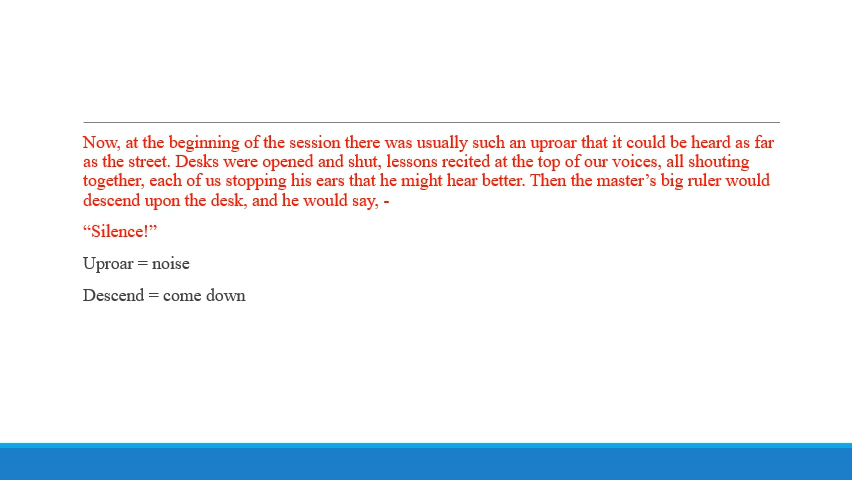 Now, at the beginning of the session there was usually such an uproar that it could be heard as far
as the street. Desks were opened and shut, lessons recited at the top of our voices, all shouting
together, each of us stopping his ears that he might hear better. Then the master’s big ruler would
descend upon the desk, and he would say, -
“Silence!”
Uproar = noise
Descend = come down